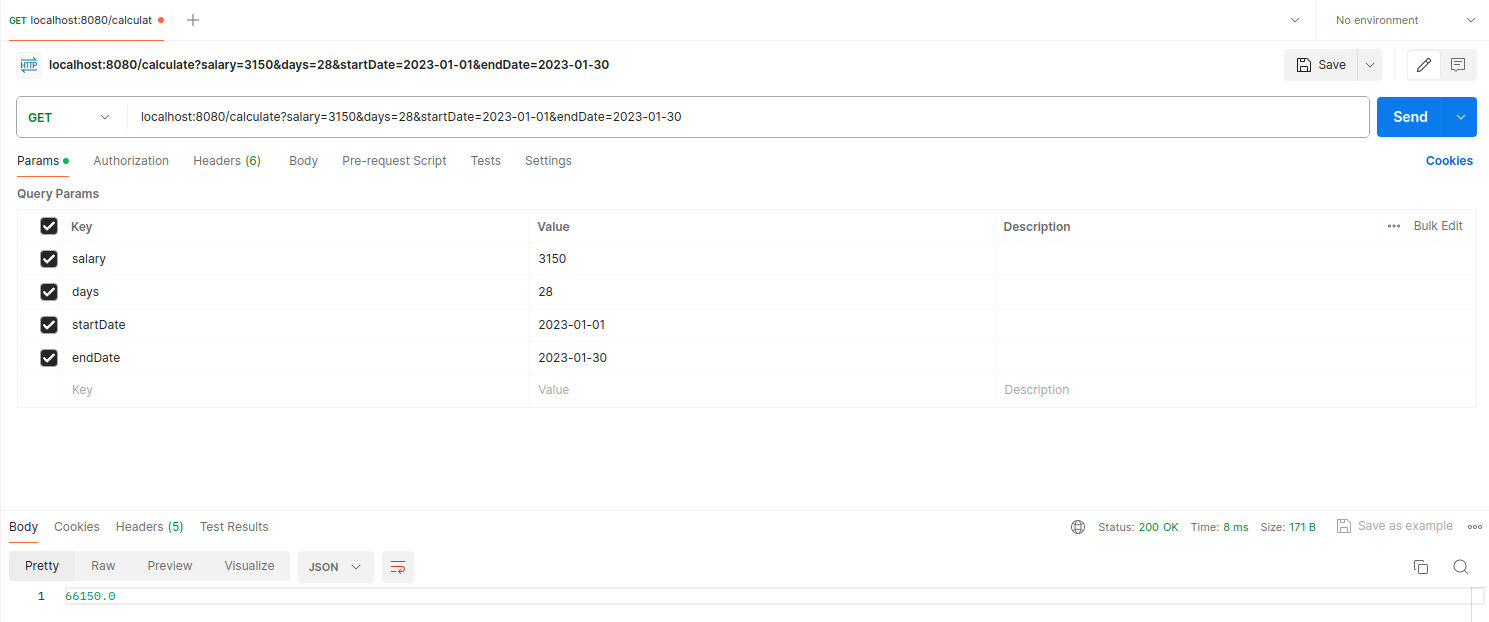 GET localhost:8080/calculat
No environment
HTTP localhost:8080/calculate?salary=3150&days=28&startDate=2023-01-01&endDate=2023-01-30
Save
GET localhost:8080/calculate?salary=3150&days=28&startDate=2023-01-01&endDate=2023-01-30 Send
Params Authorization Headers (6) Body Pre-request Script Tests Settings Cookies
Query Params
Key Value Description Bulk Edit
salary 3150
days 28
startDate 2023-01-01
endDate 2023-01-30
Key Value Description
Body Cookies Headers (5) Test Results Status: 200 OK Time: 8 ms Size: 171 B Save as example
Pretty Raw Preview Visualize JSON
1 66150.0